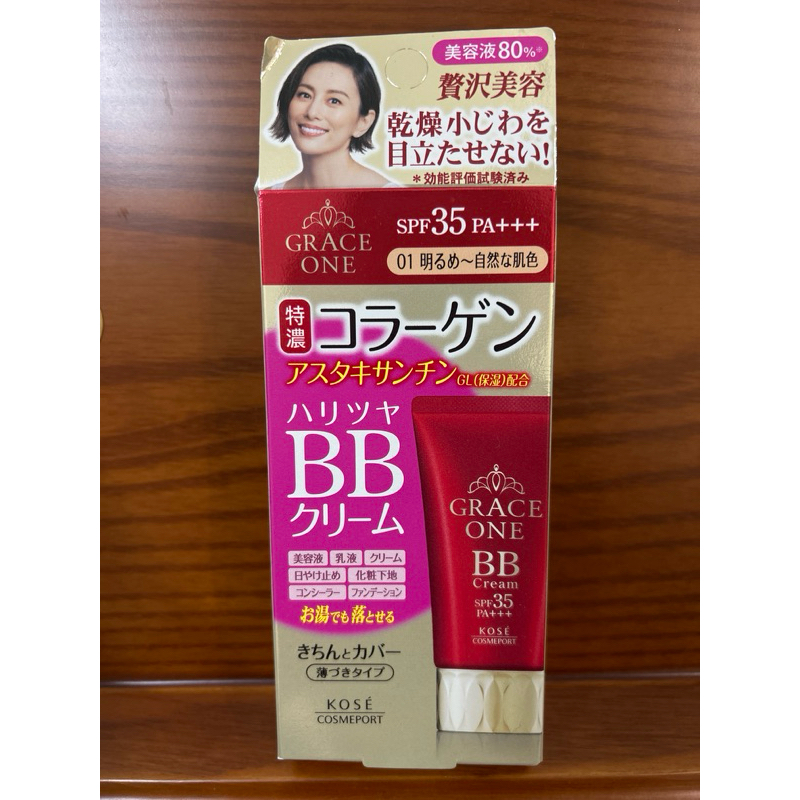 美容液80%※
贅沢美容
乾燥小じわを
目立たせない!
*効能評価試験済み
GRACE
ONE
SPF35 PA+++
01 明るめ~自然な肌色
特濃
コラーゲン
アスタキサンチンGL(保湿)配合
ハリツヤ
BB
クリーム
美容液 乳液 クリーム
日やけ止め 化粧下地
コンシーラー ファンデーション
お湯でも落とせる
きちんとカバー
薄づきタイプ
KOSÉ
COSMEPORT
GRACE
ONE
BB
Cream
SPF35
PA+++
KOSÉ
COSMEPORT